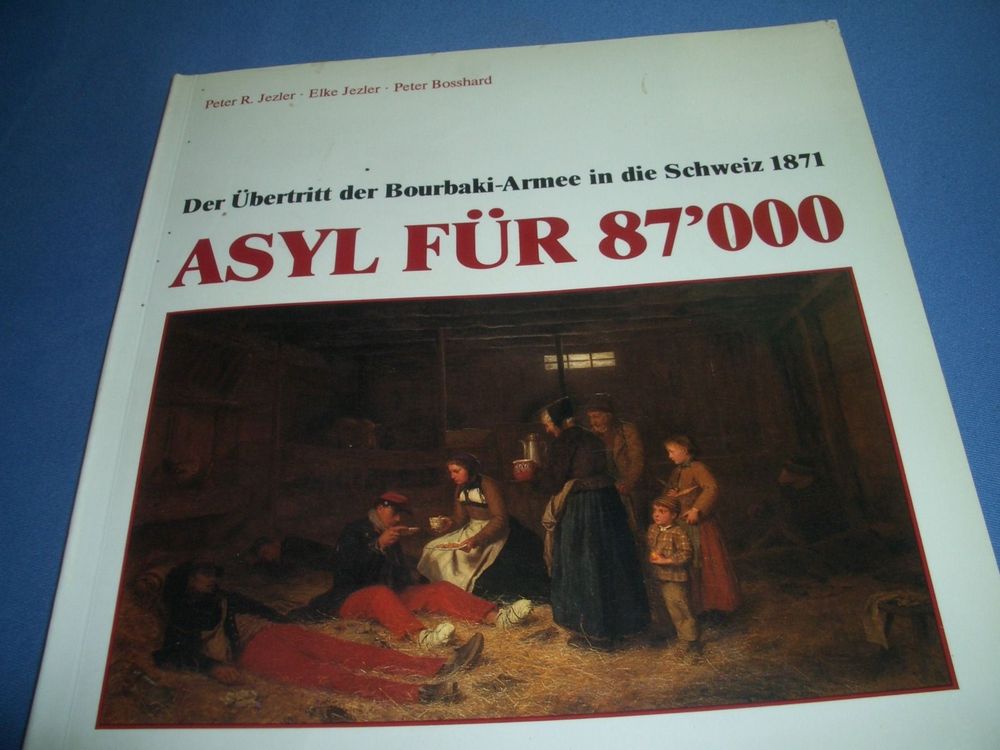 Peter R. Jezler · Elke Jezler · Peter Bosshard
Der Übertritt der Bourbaki-Armee in die Schweiz 1871
ASYL FÜR 87'000